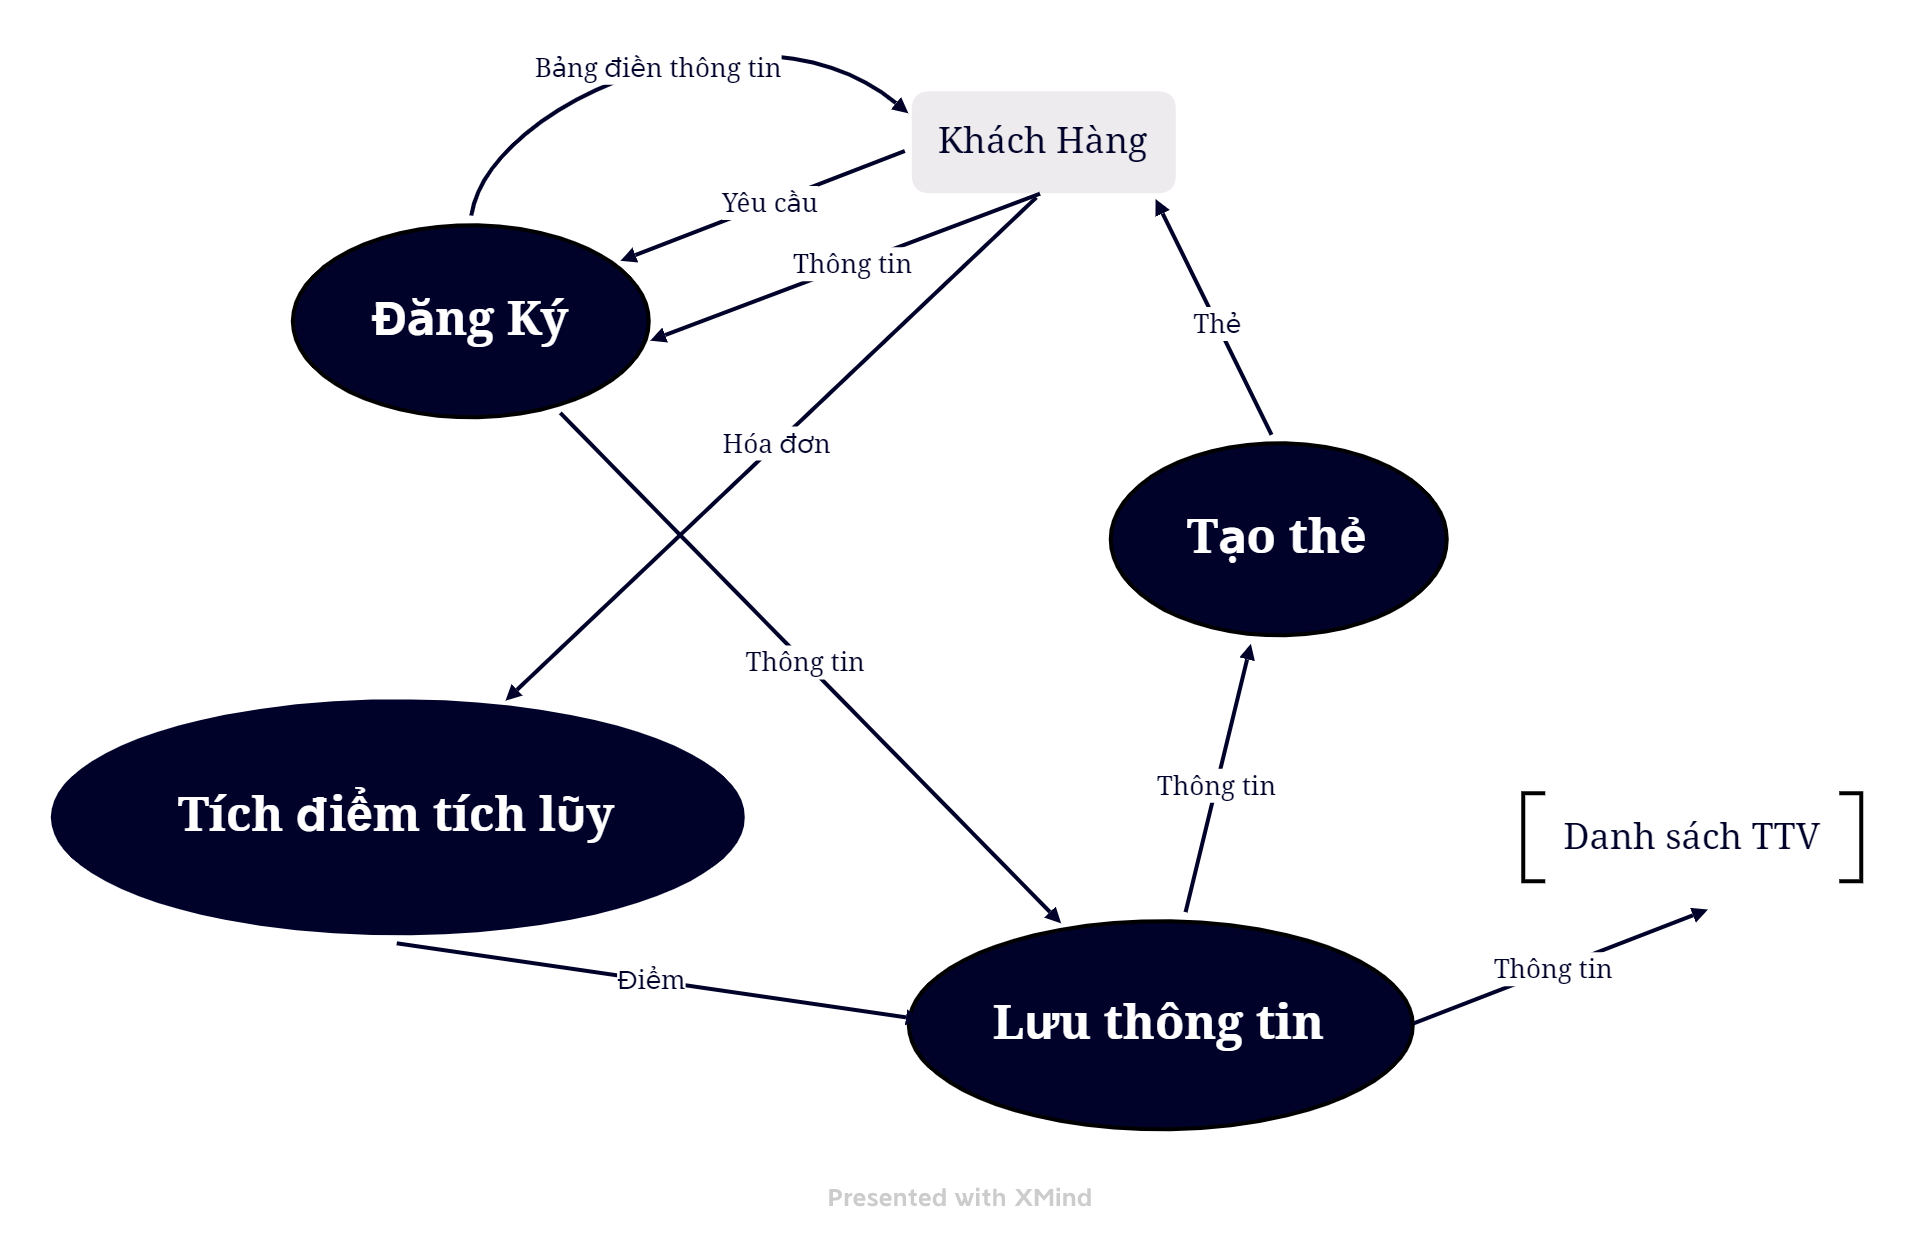 Bảng điền thông tin
Khách Hàng
Yêu cầu
Thông tin
Đăng Ký
Thẻ
Hóa đơn
Tạo thẻ
Thông tin
Thông tin
Tích điểm tích lũy
Danh sách TTV
Thông tin
Điểm
Lưu thông tin
Presented with XMind